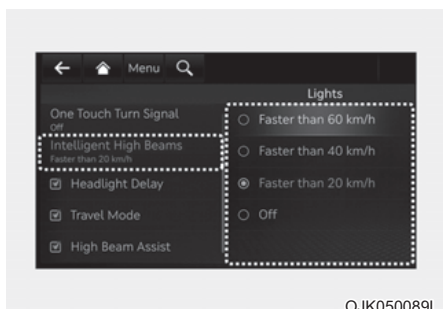 Menu
Lights
One Touch Turn Signal
Off
Intelligent High Beams
Faster than 20 km/h
Headlight Delay
Travel Mode
High Beam Assist
Faster than 60 km/h
Faster than 40 km/h
Faster than 20 km/h
Off
OJK050089L